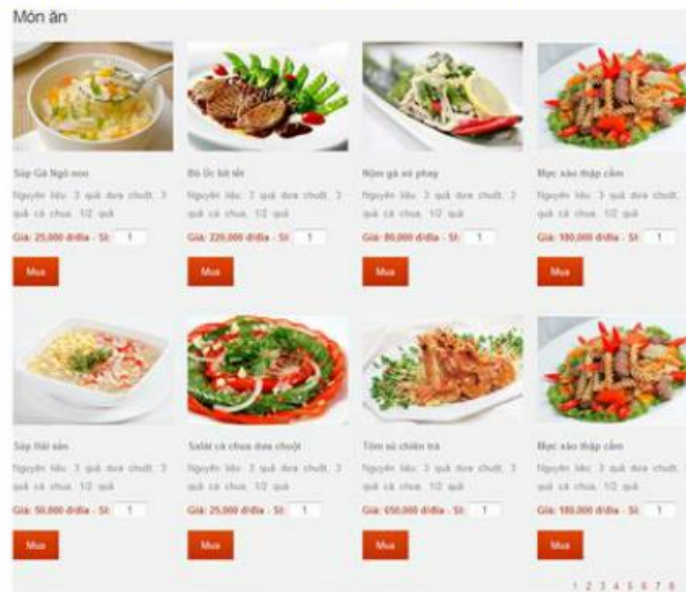 Món ăn
Súp Gà Ngô non
Bò Úc bít tết
Nộm gà xé phay
Mực xào thập cẩm
Nguyên liệu: 3 quả dưa chuột, 3
quả cà chua, 1/2 quả
Nguyên liệu: 3 quả dưa chuột, 3
quả cà chua, 1/2 quả
Nguyên liệu: 3 quả dưa chuột, 3
quả cà chua, 1/2 quả
Nguyên liệu: 3 quả dưa chuột,
quả cà chua, 1/2 quả
Giá: 25,000 đ/đĩa - Sl: 1
Giá: 220,000 đ/đĩa - Sl: 1
Giá: 80,000 đ/đĩa - Sl: 1
Giá: 180,000 đ/đĩa - Sl: 1
Mua
Mua
Mua
Mua
Súp Hải sản
Salát cà chua dưa chuột
Tôm sú chiên trà
Mực xào thập cẩm
Nguyên liệu: 3 quả dưa chuột, 3
quả cà chua, 1/2 quả
Nguyên liệu: 3 quả dưa chuột, 3
quả cà chua, 1/2 quả
Nguyên liệu: 3 quả dưa chuột, 3
quả cà chua, 1/2 quả
Nguyên liệu: 3 quả dưa chuột,
quả cà chua, 1/2 quả
Giá: 50,000 đ/đĩa - Sl: 1
Giá: 25,000 đ/đĩa - Sl: 1
Giá: 650,000 đ/đĩa - Sl: 1
Giá: 180,000 đ/đĩa - Sl: 1
Mua
Mua
Mua
Mua
1 2 3 4 5 6 7 8